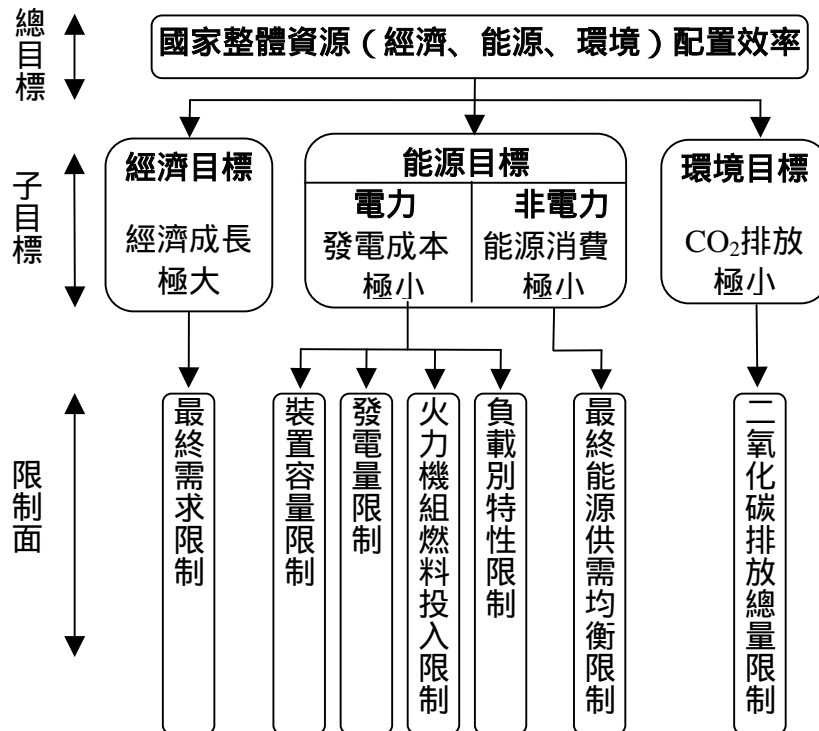 總目標
國家整體資源（經濟、能源、環境）配置效率
子目標
經濟目標
經濟成長
極大
能源目標
電力
發電成本
極小
非電力
能源消費
極小
環境目標
CO₂排放
極小
限制面
最終需求限制
裝置容量限制
發電量限制
火力機組燃料投入限制
負載別特性限制
最終能源供需均衡限制
二氧化碳排放總量限制